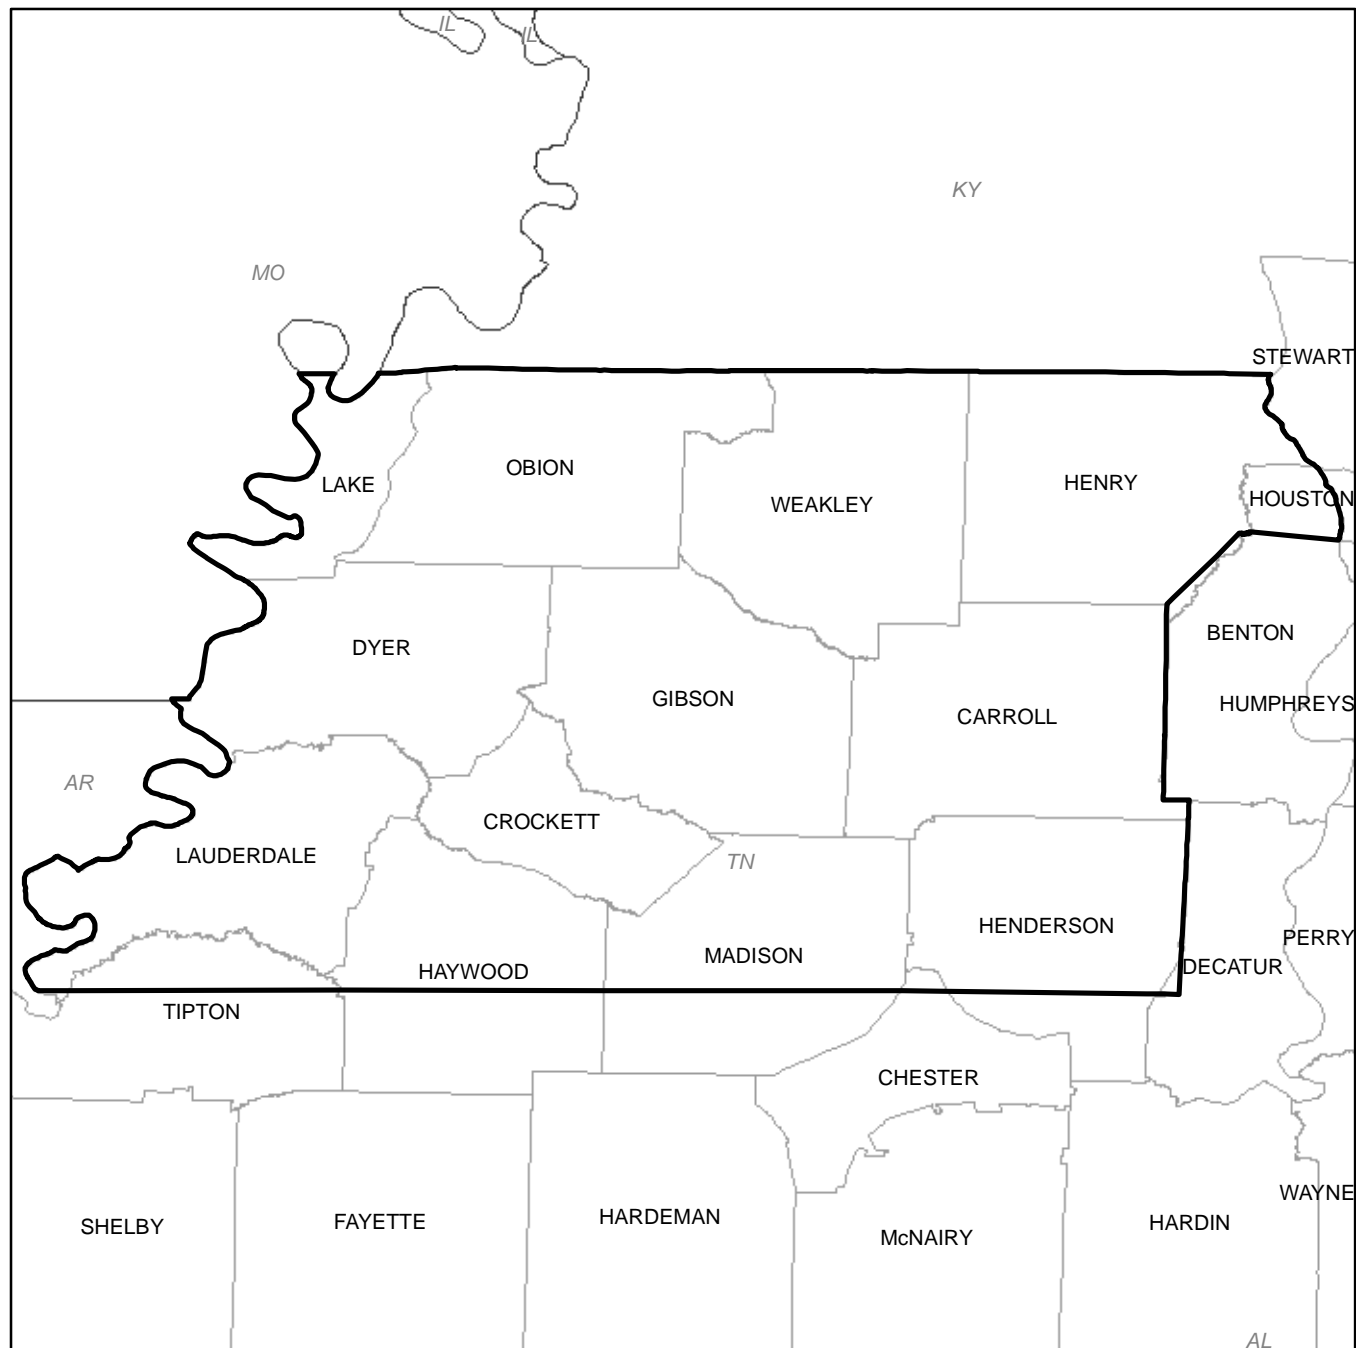 IL
IL
KY
MO
STEWART
OBION
LAKE
HENRY
HOUSTON
WEAKLEY
BENTON
DYER
GIBSON
HUMPHREYS
CARROLL
AR
CROCKETT
LAUDERDALE
TN
HENDERSON
PERRY
MADISON
DECATUR
HAYWOOD
TIPTON
CHESTER
WAYNE
HARDEMAN
FAYETTE
HARDIN
SHELBY
McNAIRY
AL